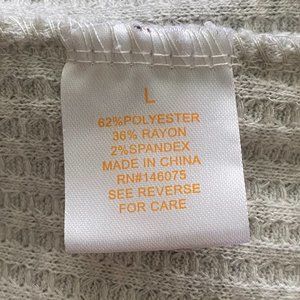 L
62%POLYESTER
36% RAYON
2%SPANDEX
MADE IN CHINA
RN#146075
SEE REVERSE
FOR CARE